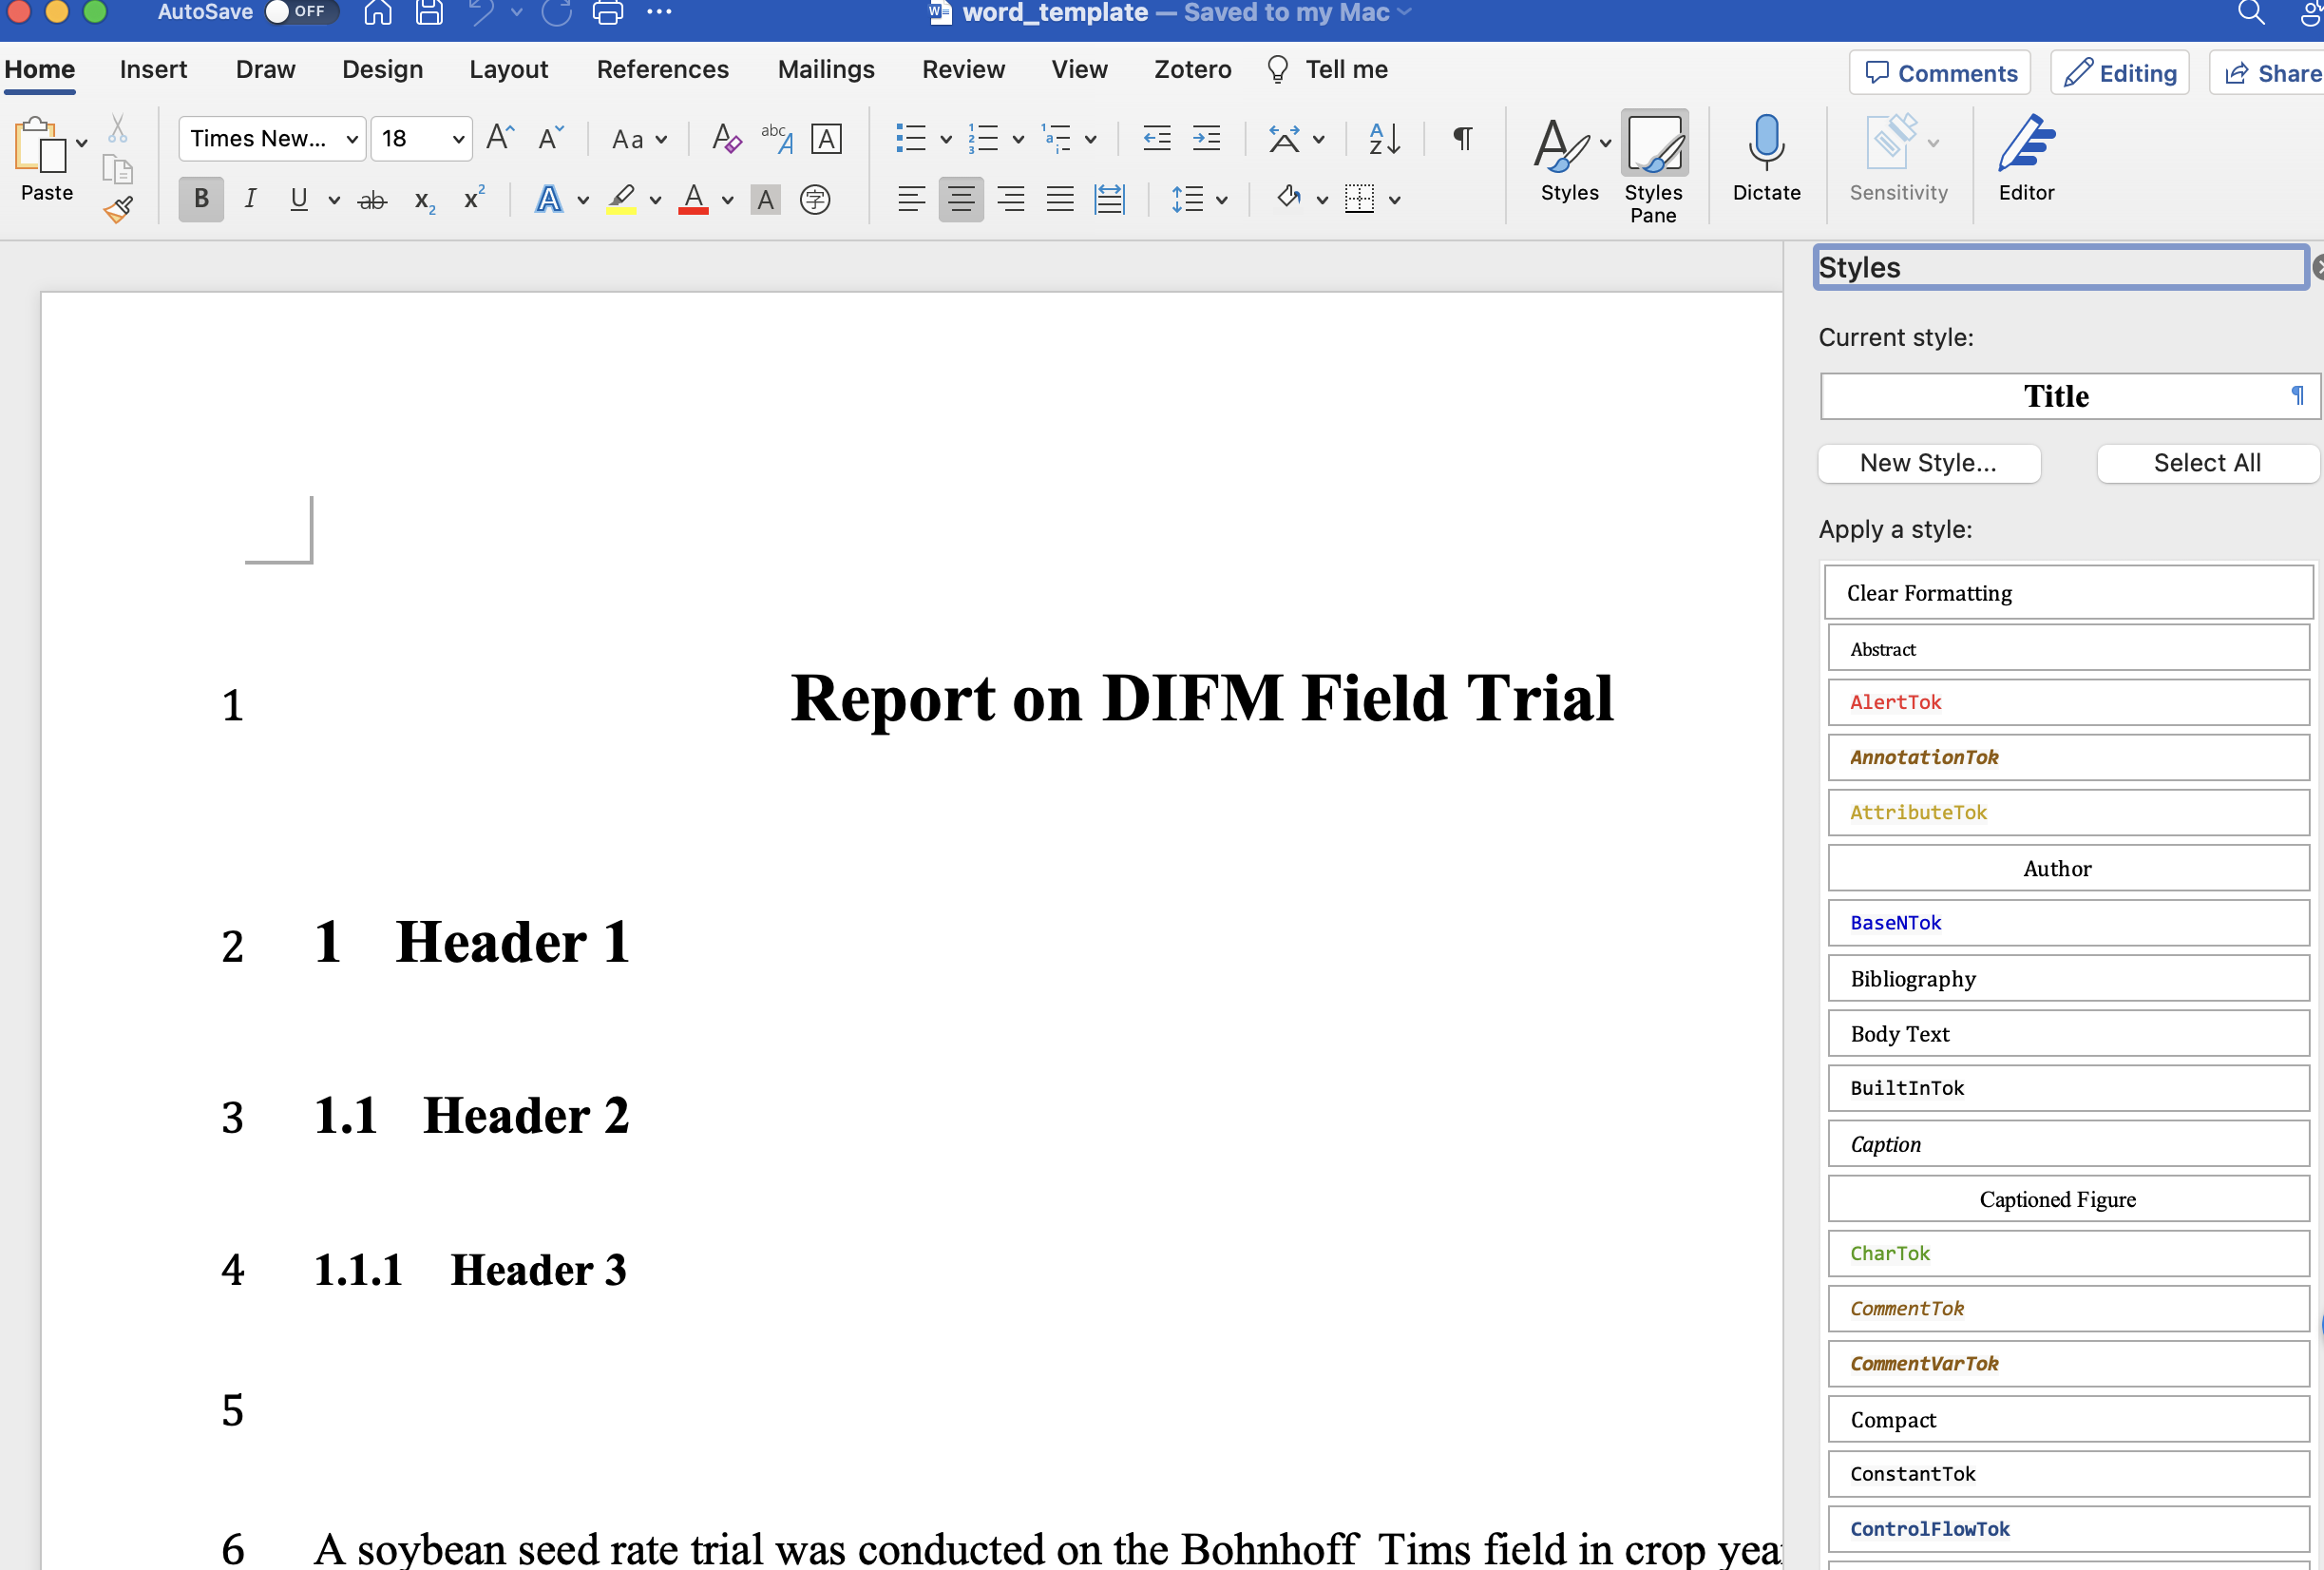 AutoSave OFF word_template — Saved to my Mac
Home Insert Draw Design Layout References Mailings Review View Zotero Tell me Comments Editing Share
Paste
Times New... 18 Aa
abc A A
B I U ab x2 x2 A A A 字
Styles
Styles Pane
Dictate
Sensitivity
Editor
Styles
Current style:
Title ¶
New Style... Select All
Apply a style:
Clear Formatting
Abstract
AlertTok
AnnotationTok
AttributeTok
Author
BaseNTok
Bibliography
Body Text
BuiltInTok
Caption
Captioned Figure
CharTok
CommentTok
CommentVarTok
Compact
ConstantTok
ControlFlowTok
1 Report on DIFM Field Trial
2 1 Header 1
3 1.1 Header 2
4 1.1.1 Header 3
5
6 A soybean seed rate trial was conducted on the Bohnhoff Tims field in crop yea